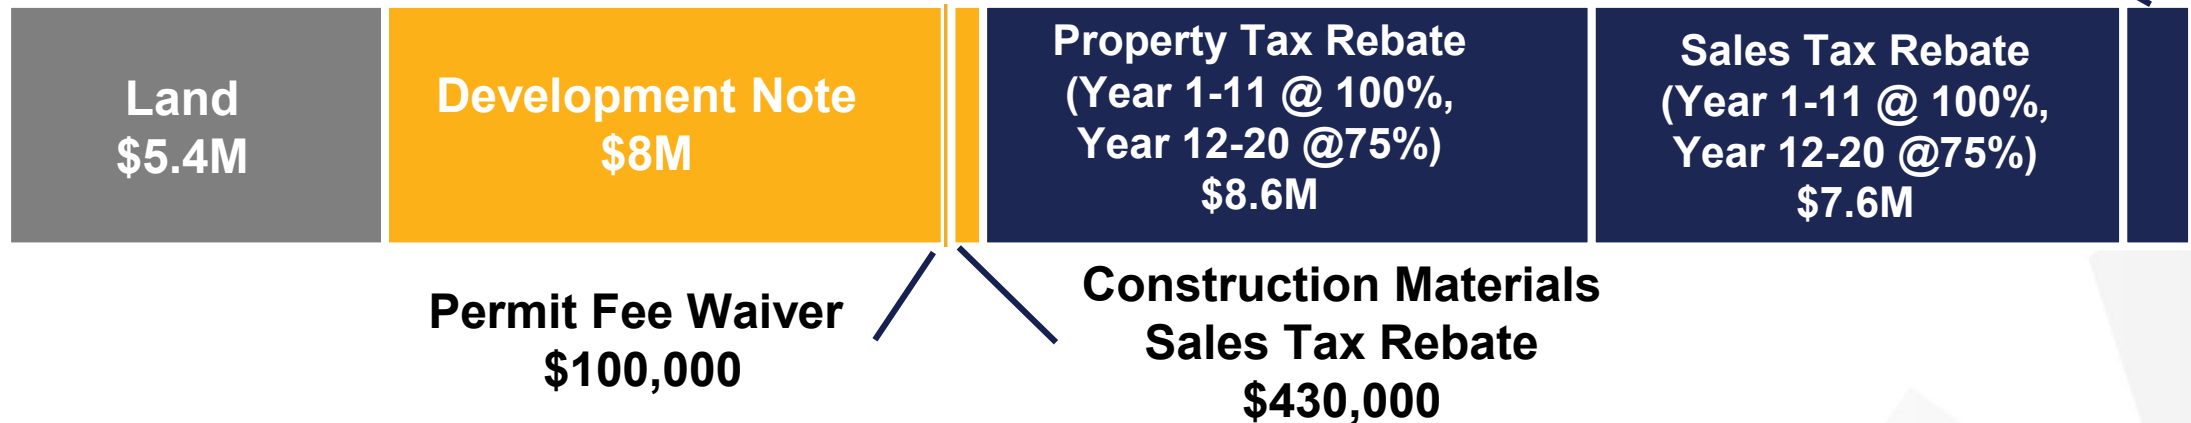 Land
$5.4M
Development Note
$8M
Property Tax Rebate
(Year 1-11 @ 100%,
Year 12-20 @75%)
$8.6M
Sales Tax Rebate
(Year 1-11 @ 100%,
Year 12-20 @75%)
$7.6M
Permit Fee Waiver
$100,000
Construction Materials
Sales Tax Rebate
$430,000